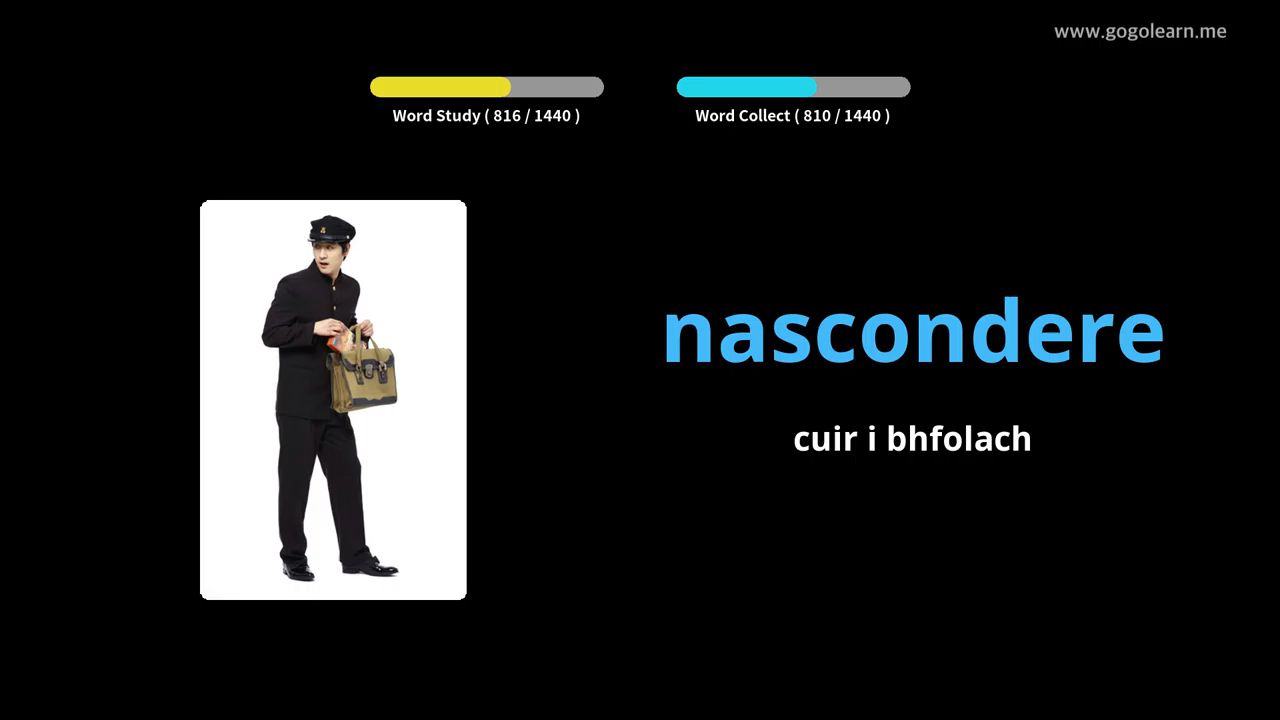 www.gogolearn.me
Word Study ( 816 / 1440 )
Word Collect ( 810 / 1440 )
nascondere
cuir i bhfolach